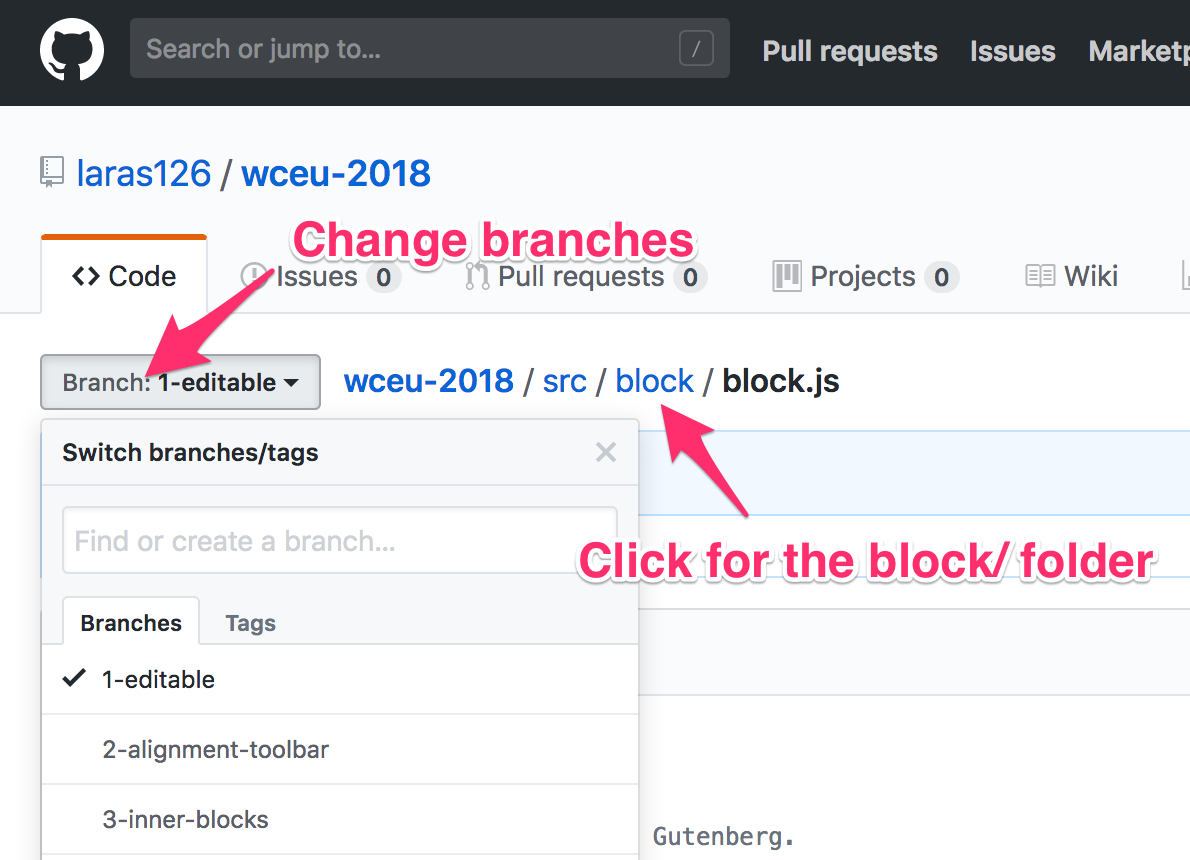 Search or jump to... /
Pull requests Issues Marketp
laras126 / wceu-2018
Change branches
Code Issues 0 Pull requests 0 Projects 0 Wiki
Branch: 1-editable wceu-2018 / src / block / block.js
Switch branches/tags
Find or create a branch...
Click for the block/ folder
Branches Tags
1-editable
2-alignment-toolbar
3-inner-blocks
Gutenberg.